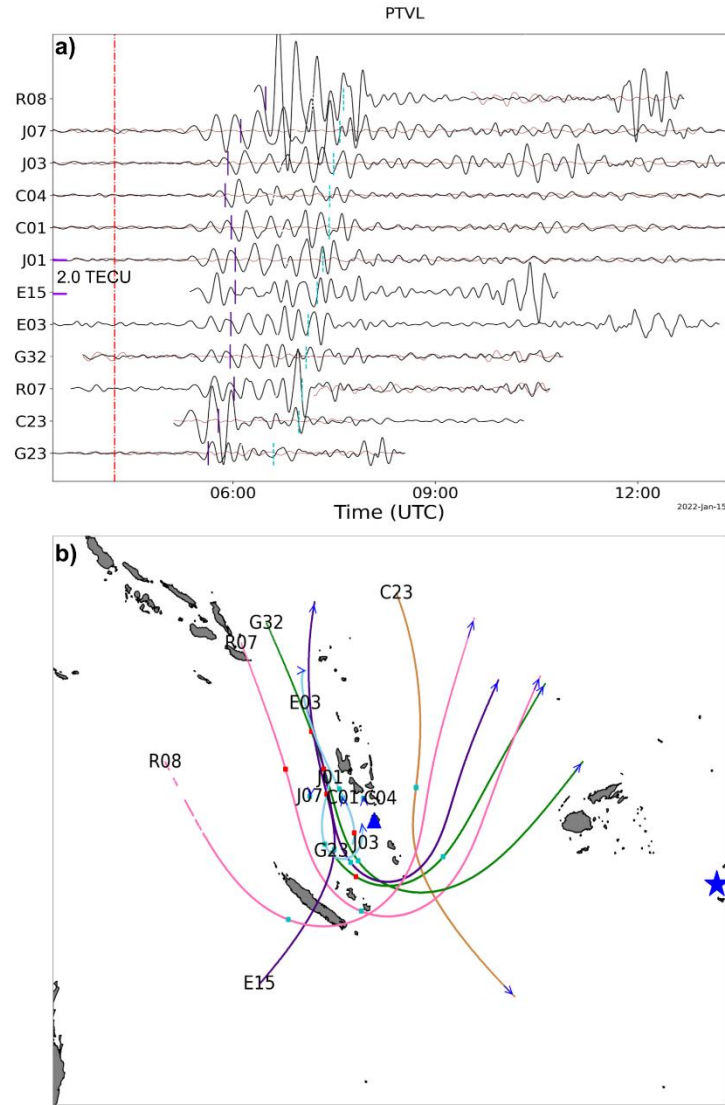 PTVL
a)
R08
J07
J03
C04
C01
J01
2.0 TECU
E15
E03
G32
R07
C23
G23
06:00 09:00 12:00
Time (UTC)
2022-Jan-15
b)
C23
G32
R07
E03
R08
J01
J07 C01 C04
J03
G23
E15